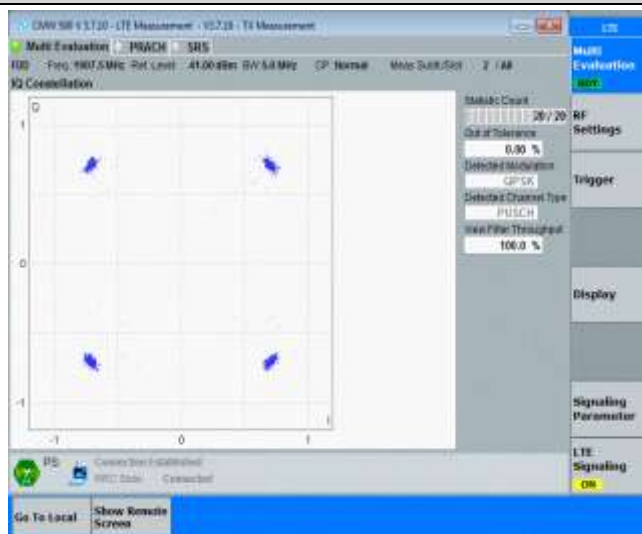 CMW 500 V 3.7.20 - LTE Measurement - V3.7.20 - TX Measurement
Multi Evaluation PRACH SRS
FDD Freq. 1907.5 MHz Ref. Level: 41.00 dBm BW: 5.0 MHz CP: Normal Meas Subfr./Slot 2 / All
IQ Constellation
Q
1
0
-1
-1 0 1
I
Statistic Count
20 / 20
Out of Tolerance
0.00 %
Detected Modulation
QPSK
Detected Channel Type
PUSCH
View Filter Throughput
100.0 %
PS:
Connection Established
RRC State: Connected
LTE
Multi
Evaluation
RDY
RF
Settings
Trigger
Display
Signaling
Parameter
LTE
Signaling
ON
Go To Local
Show Remote
Screen